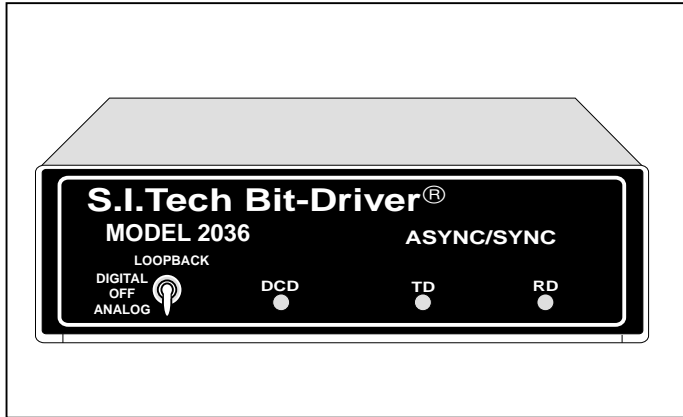 S.I.Tech Bit-Driver®
MODEL 2036
ASYNC/SYNC
LOOPBACK
DIGITAL
OFF
ANALOG
DCD
TD
RD